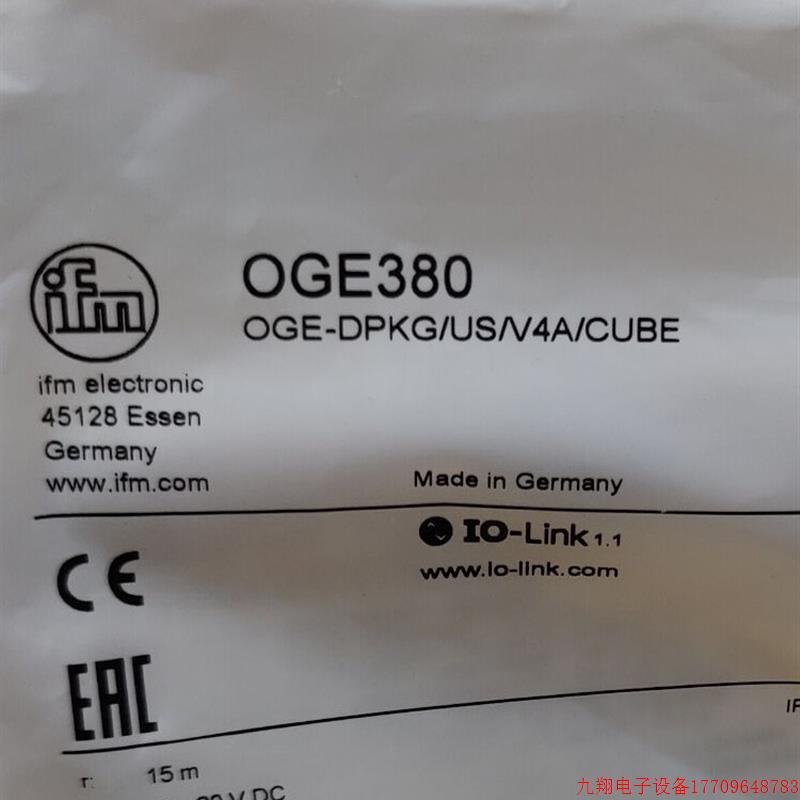 ifm
OGE380
OGE-DPKG/US/V4A/CUBE
ifm electronic
45128 Essen
Germany
www.ifm.com
Made in Germany
IO-Link 1.1
www.io-link.com
CE
EAC
r: 15 m
V DC
九翔电子设备17709648783